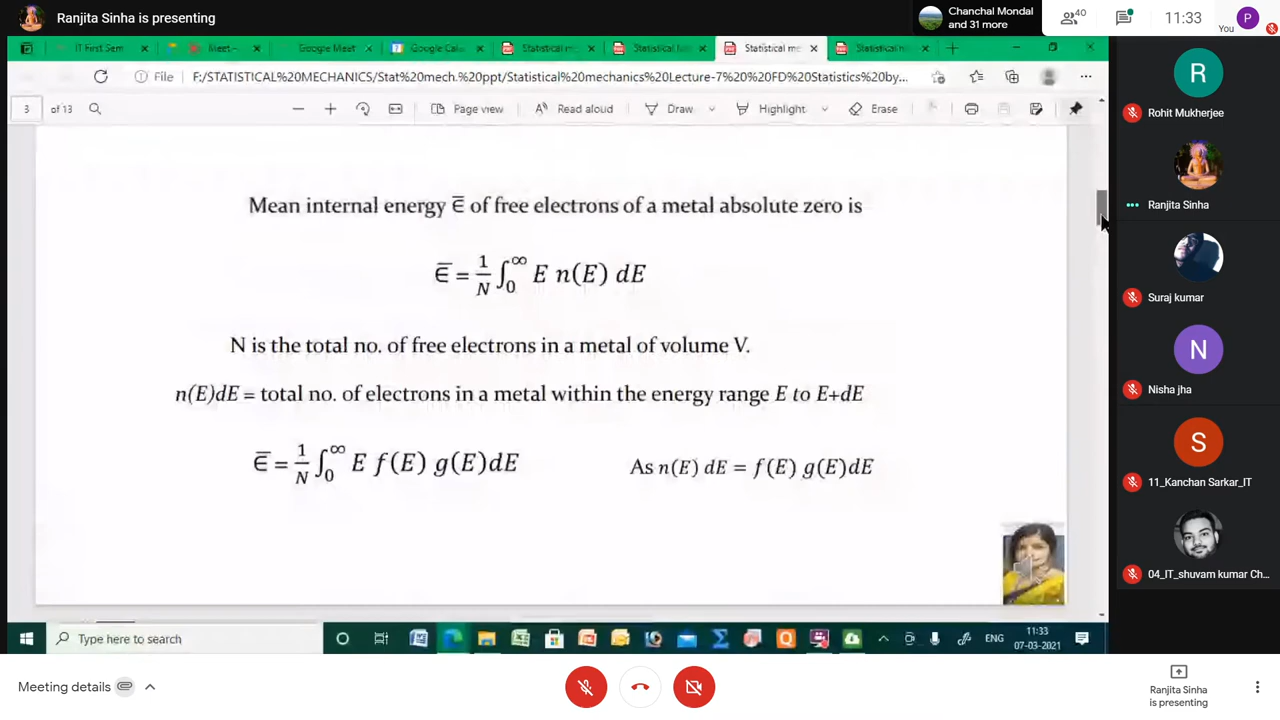 Ranjita Sinha is presenting
Chanchal Mondal
and 31 more
40
11:33
You
P
IT First Sem
Meet
Google Meet
Google Cale
Statistical m
Statistical
Statistical me
Statistical m
File
F:/STATISTICAL%20MECHANICS/Stat%20mech.%20ppt/Statistical%20mechanics%20Lecture-7%20%20FD%20Statistics%20by...
3 of 13
Page view
Read aloud
Draw
Highlight
Erase
Mean internal energy ϵ̅ of free electrons of a metal absolute zero is
ϵ̅ = 1/N ∫₀^∞ E n(E) dE
N is the total no. of free electrons in a metal of volume V.
n(E)dE = total no. of electrons in a metal within the energy range E to E+dE
ϵ̅ = 1/N ∫₀^∞ E f(E) g(E)dE
As n(E) dE = f(E) g(E)dE
R
Rohit Mukherjee
Ranjita Sinha
Suraj kumar
N
Nisha jha
S
11_Kanchan Sarkar_IT
04_IT_shuvam kumar Ch...
Type here to search
ENG
11:33
07-03-2021
Meeting details
Ranjita Sinha
is presenting